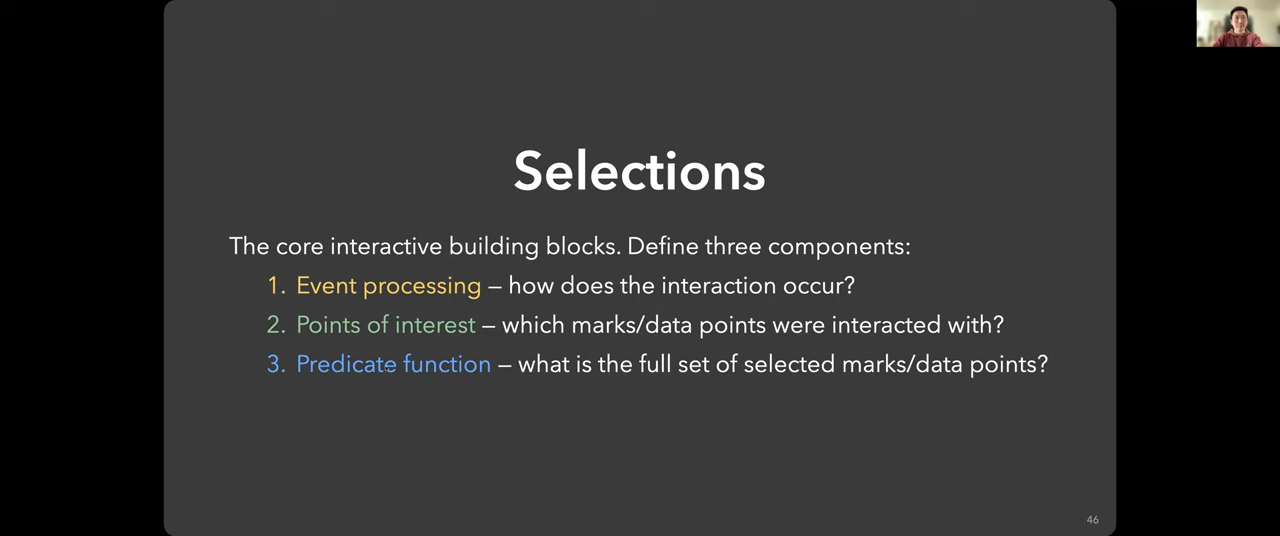 Selections
The core interactive building blocks. Define three components:
1. Event processing – how does the interaction occur?
2. Points of interest – which marks/data points were interacted with?
3. Predicate function – what is the full set of selected marks/data points?
46